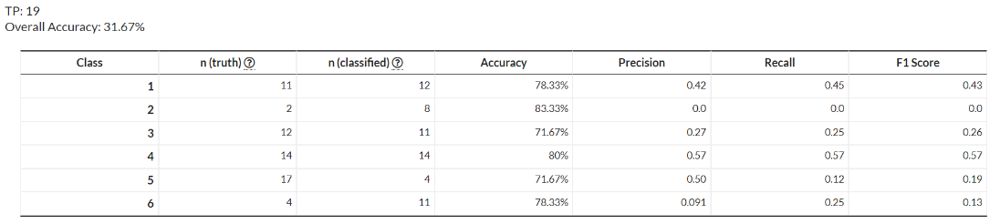 TP: 19
Overall Accuracy: 31.67%
Class n (truth) ? n (classified) ? Accuracy Precision Recall F1 Score
1 11 12 78.33% 0.42 0.45 0.43
2 2 8 83.33% 0.0 0.0 0.0
3 12 11 71.67% 0.27 0.25 0.26
4 14 14 80% 0.57 0.57 0.57
5 17 4 71.67% 0.50 0.12 0.19
6 4 11 78.33% 0.091 0.25 0.13